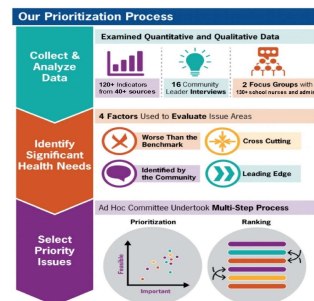 Our Prioritization Process
Collect &
Analyze
Data
Examined Quantitative and Qualitative Data
120+ Indicators
from 40+ sources
16 Community
Leader Interviews
2 Focus Groups with
130+ school nurses and admi
Identify
Significant
Health Needs
4 Factors Used to Evaluate Issue Areas
Worse Than the
Benchmark
Cross Cutting
Identified by
the Community
Leading Edge
Select
Priority
Issues
Ad Hoc Committee Undertook Multi-Step Process
Prioritization
Feasible
Important
Ranking